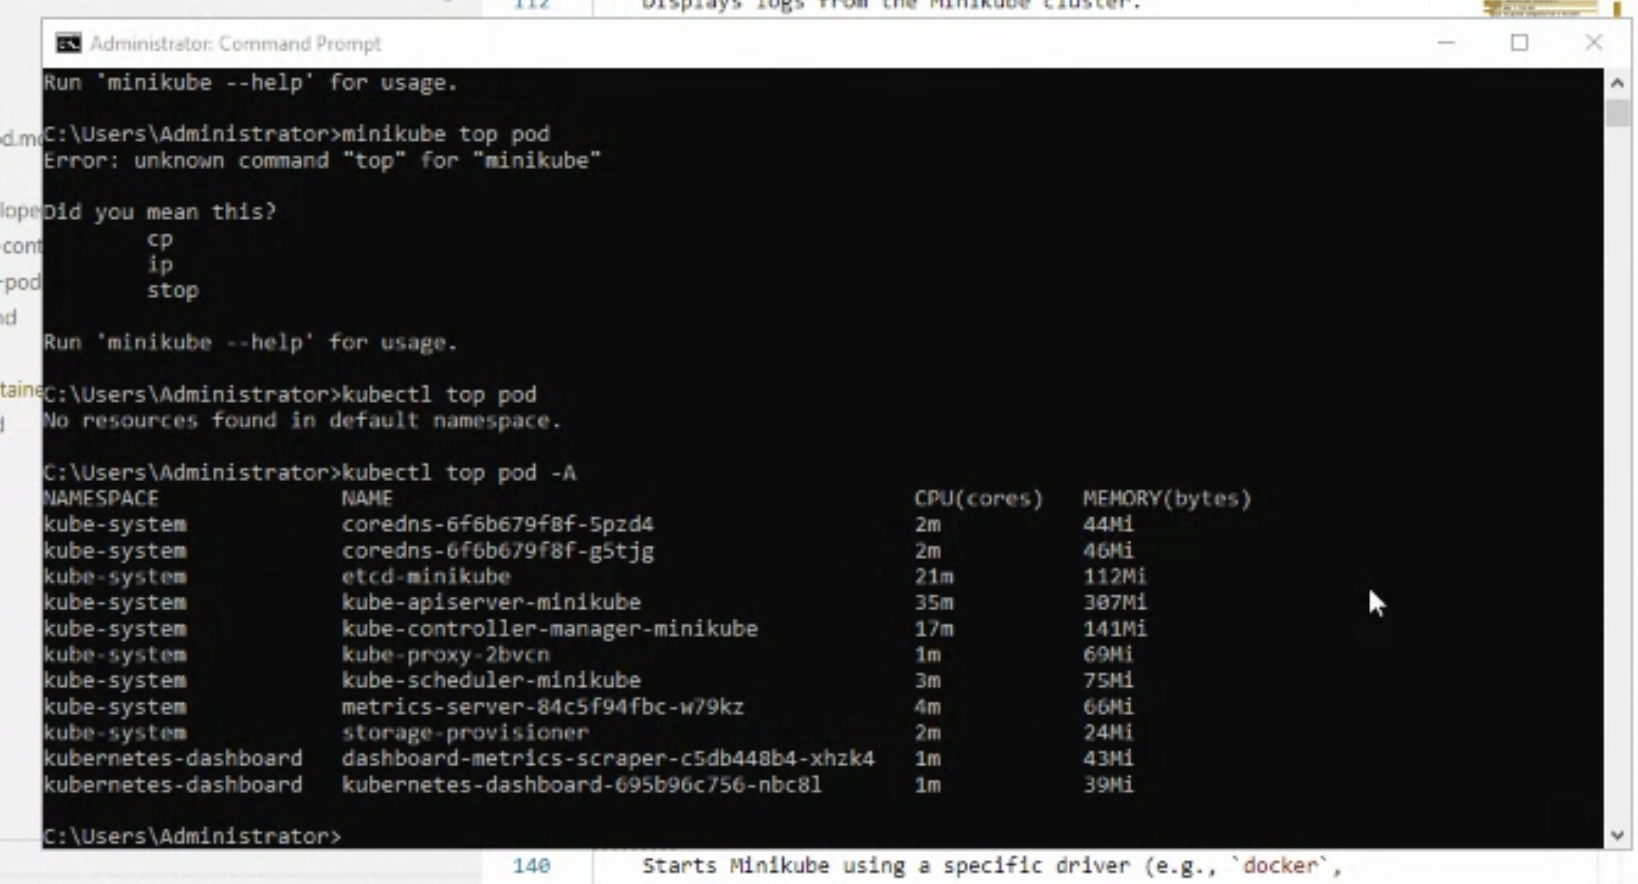 112 Displays logs from the Minikube cluster.
Administrator: Command Prompt
Run 'minikube --help' for usage.
C:\Users\Administrator>minikube top pod
Error: unknown command "top" for "minikube"
Did you mean this?
cp
ip
stop
Run 'minikube --help' for usage.
C:\Users\Administrator>kubectl top pod
No resources found in default namespace.
C:\Users\Administrator>kubectl top pod -A
NAMESPACE NAME CPU(cores) MEMORY(bytes)
kube-system coredns-6f6b679f8f-5pzd4 2m 44Mi
kube-system coredns-6f6b679f8f-g5tjg 2m 46Mi
kube-system etcd-minikube 21m 112Mi
kube-system kube-apiserver-minikube 35m 307Mi
kube-system kube-controller-manager-minikube 17m 141Mi
kube-system kube-proxy-2bvcn 1m 69Mi
kube-system kube-scheduler-minikube 3m 75Mi
kube-system metrics-server-84c5f94fbc-w79kz 4m 66Mi
kube-system storage-provisioner 2m 24Mi
kubernetes-dashboard dashboard-metrics-scraper-c5db448b4-xhzk4 1m 43Mi
kubernetes-dashboard kubernetes-dashboard-695b96c756-nbc8l 1m 39Mi
C:\Users\Administrator>
140 Starts Minikube using a specific driver (e.g., `docker`,